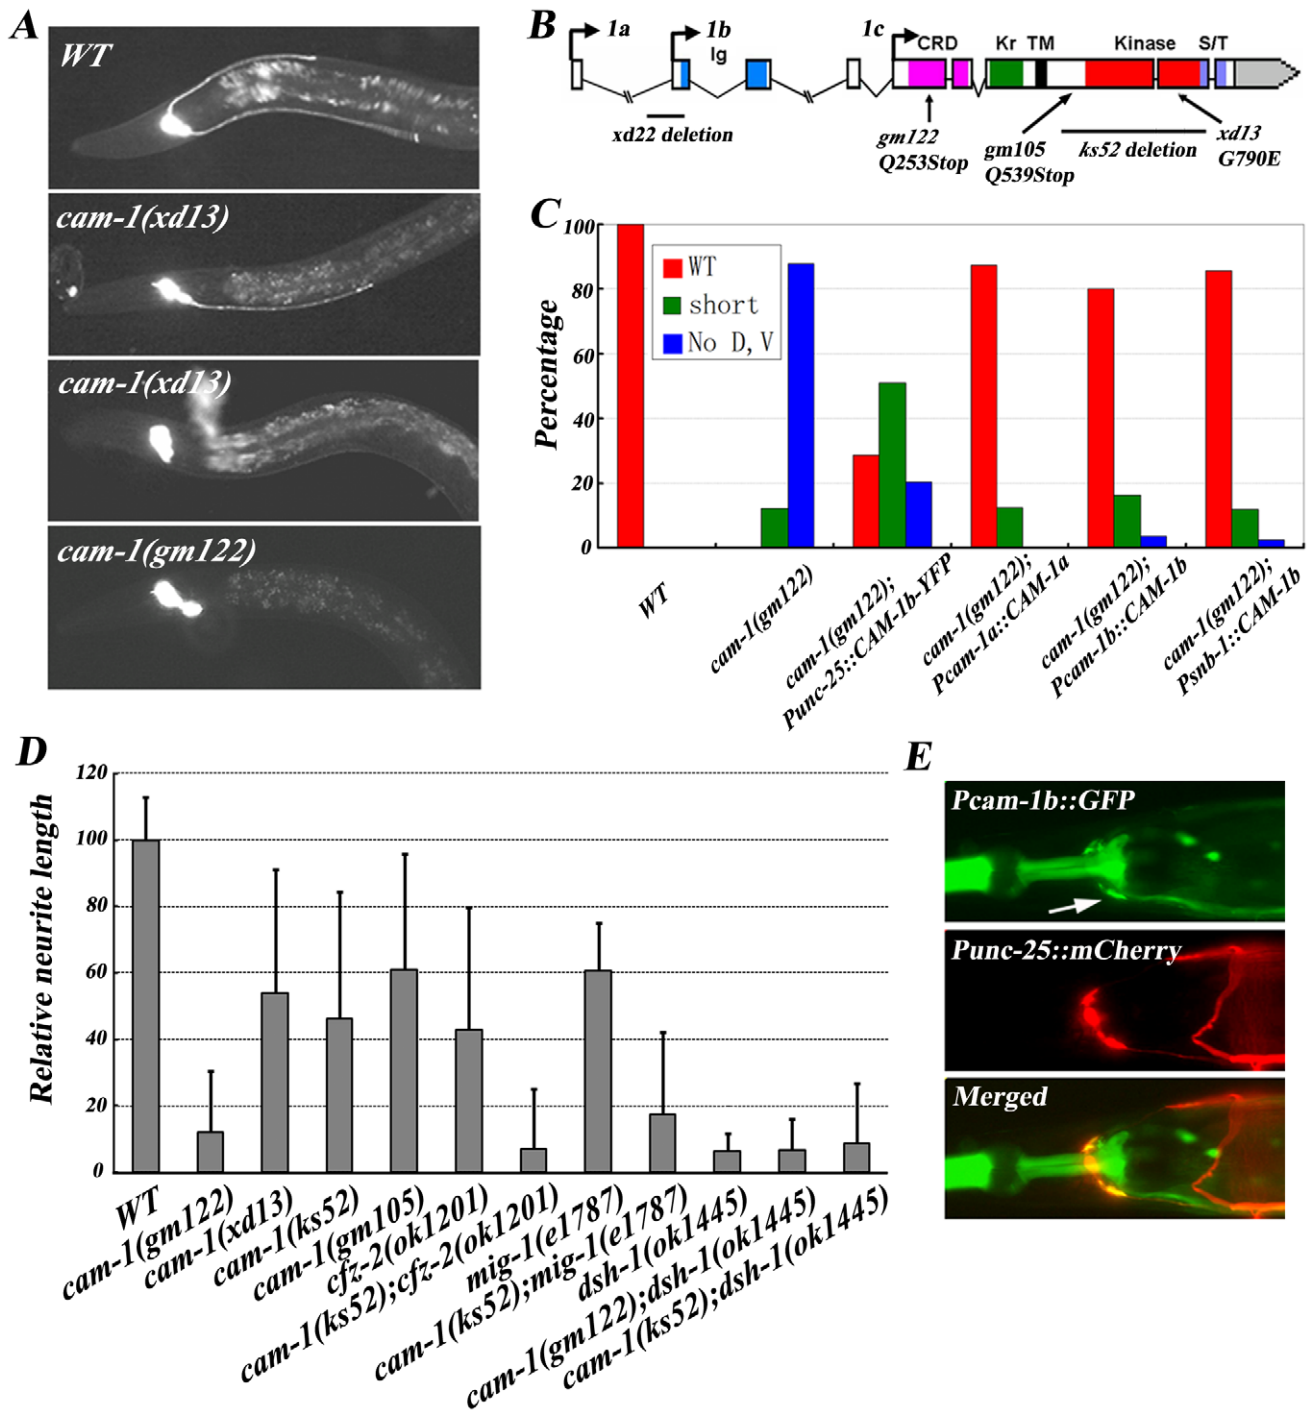 A
WT
cam-1(xd13)
cam-1(xd13)
cam-1(gm122)
B
1a
1b
1c
Ig
CRD
Kr TM
Kinase
S/T
xd22 deletion
gm122
Q253Stop
gm105
Q539Stop
ks52 deletion
xd13
G790E
C
Percentage
100
80
60
40
20
0
WT
short
No D,V
WT
cam-1(gm122)
cam-1(gm122);
Punc-25::CAM-1b-YFP
cam-1(gm122);
Pcam-1a::CAM-1a
cam-1(gm122);
Pcam-1b::CAM-1b
cam-1(gm122);
Psnb-1::CAM-1b
D
Relative neurite length
120
100
80
60
40
20
0
WT
cam-1(gm122)
cam-1(xd13)
cam-1(ks52)
cam-1(gm105)
cfz-2(ok1201)
cam-1(ks52);cfz-2(ok1201)
mig-1(e1787)
cam-1(ks52);mig-1(e1787)
dsh-1(ok1445)
cam-1(gm122);dsh-1(ok1445)
cam-1(ks52);dsh-1(ok1445)
E
Pcam-1b::GFP
Punc-25::mCherry
Merged